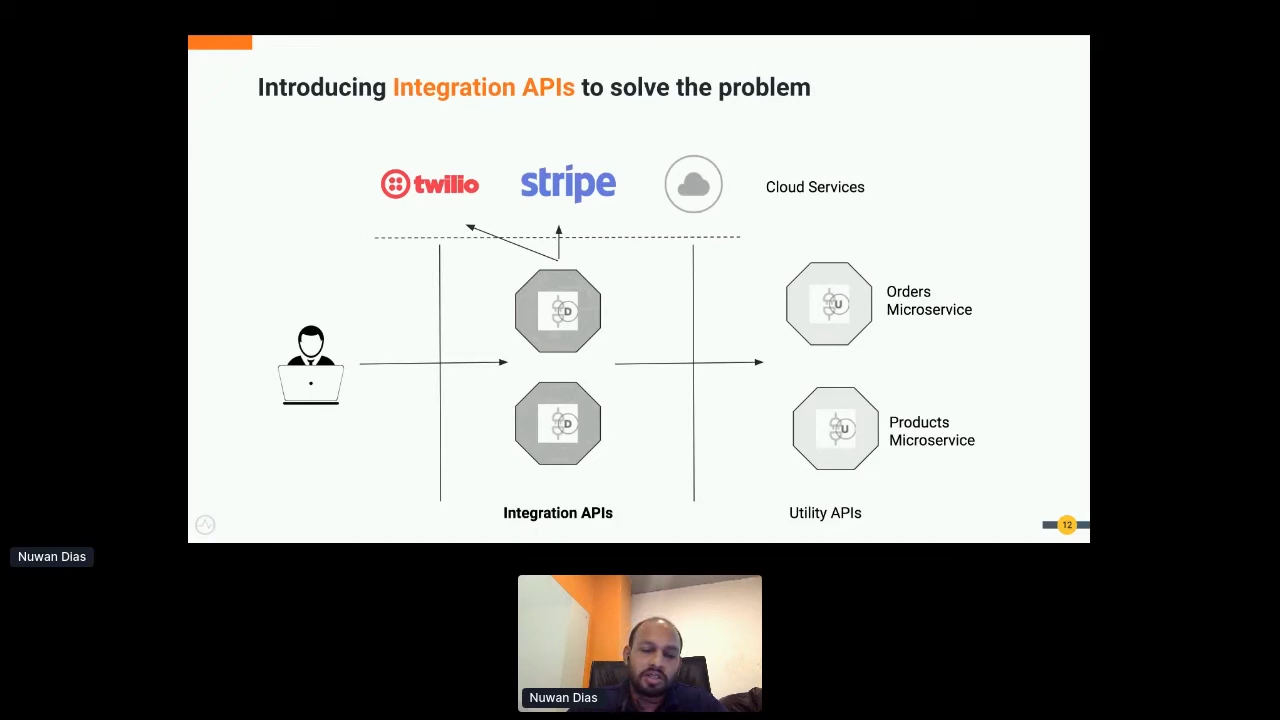 Introducing Integration APIs to solve the problem
twilio
stripe
Cloud Services
D
U
Orders
Microservice
D
U
Products
Microservice
Integration APIs
Utility APIs
12
Nuwan Dias
Nuwan Dias